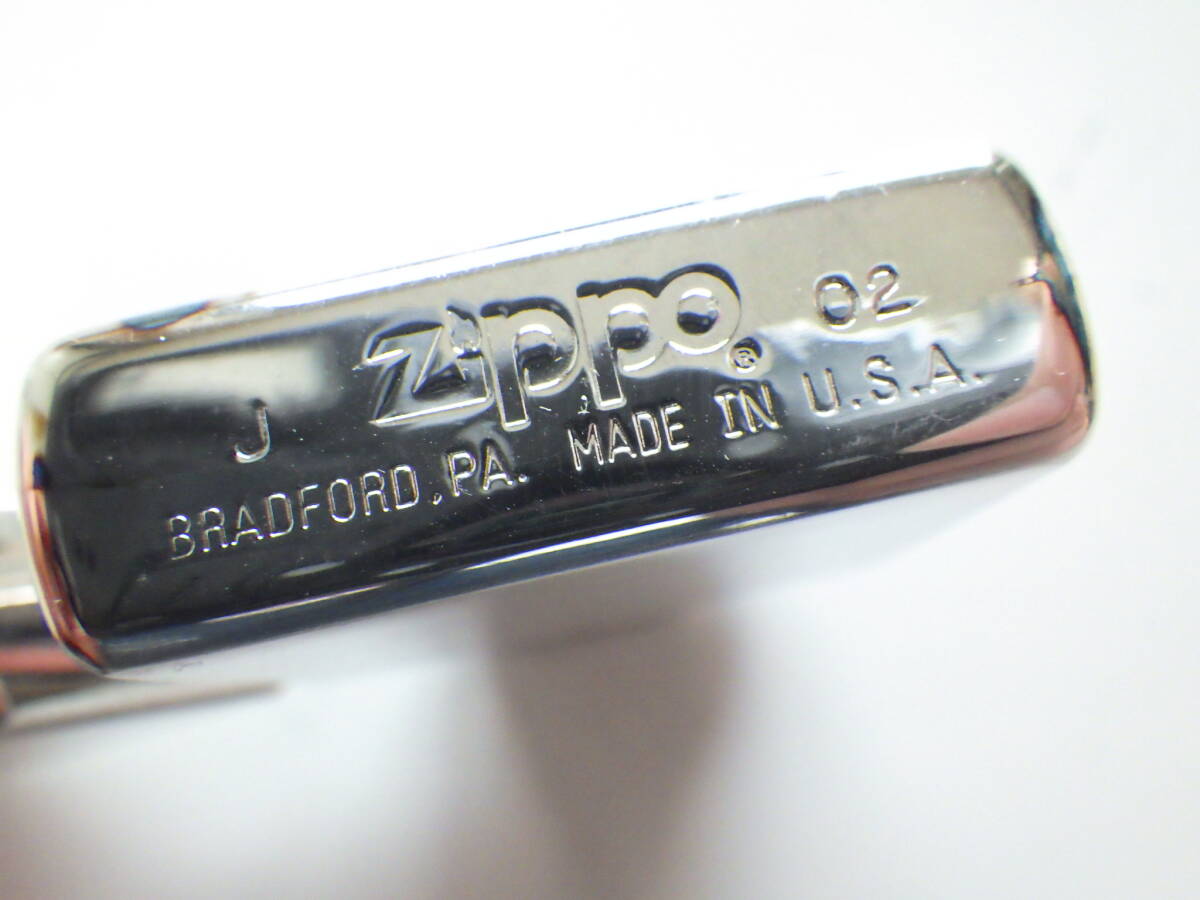 J Zippo® 02
BRADFORD, PA. MADE IN U.S.A.